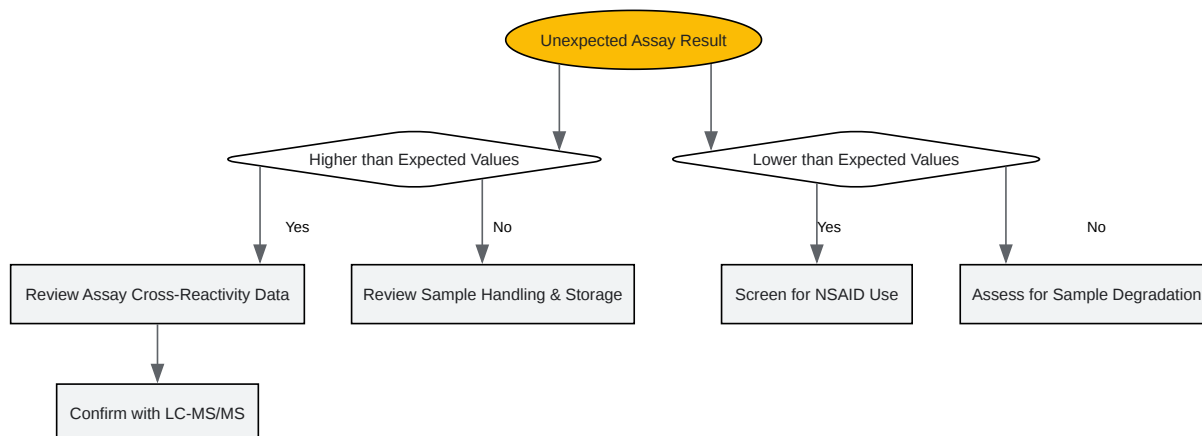 Unexpected Assay Result
Higher than Expected Values
Lower than Expected Values
Yes
No
Yes
No
Review Assay Cross-Reactivity Data
Review Sample Handling & Storage
Screen for NSAID Use
Assess for Sample Degradation
Confirm with LC-MS/MS